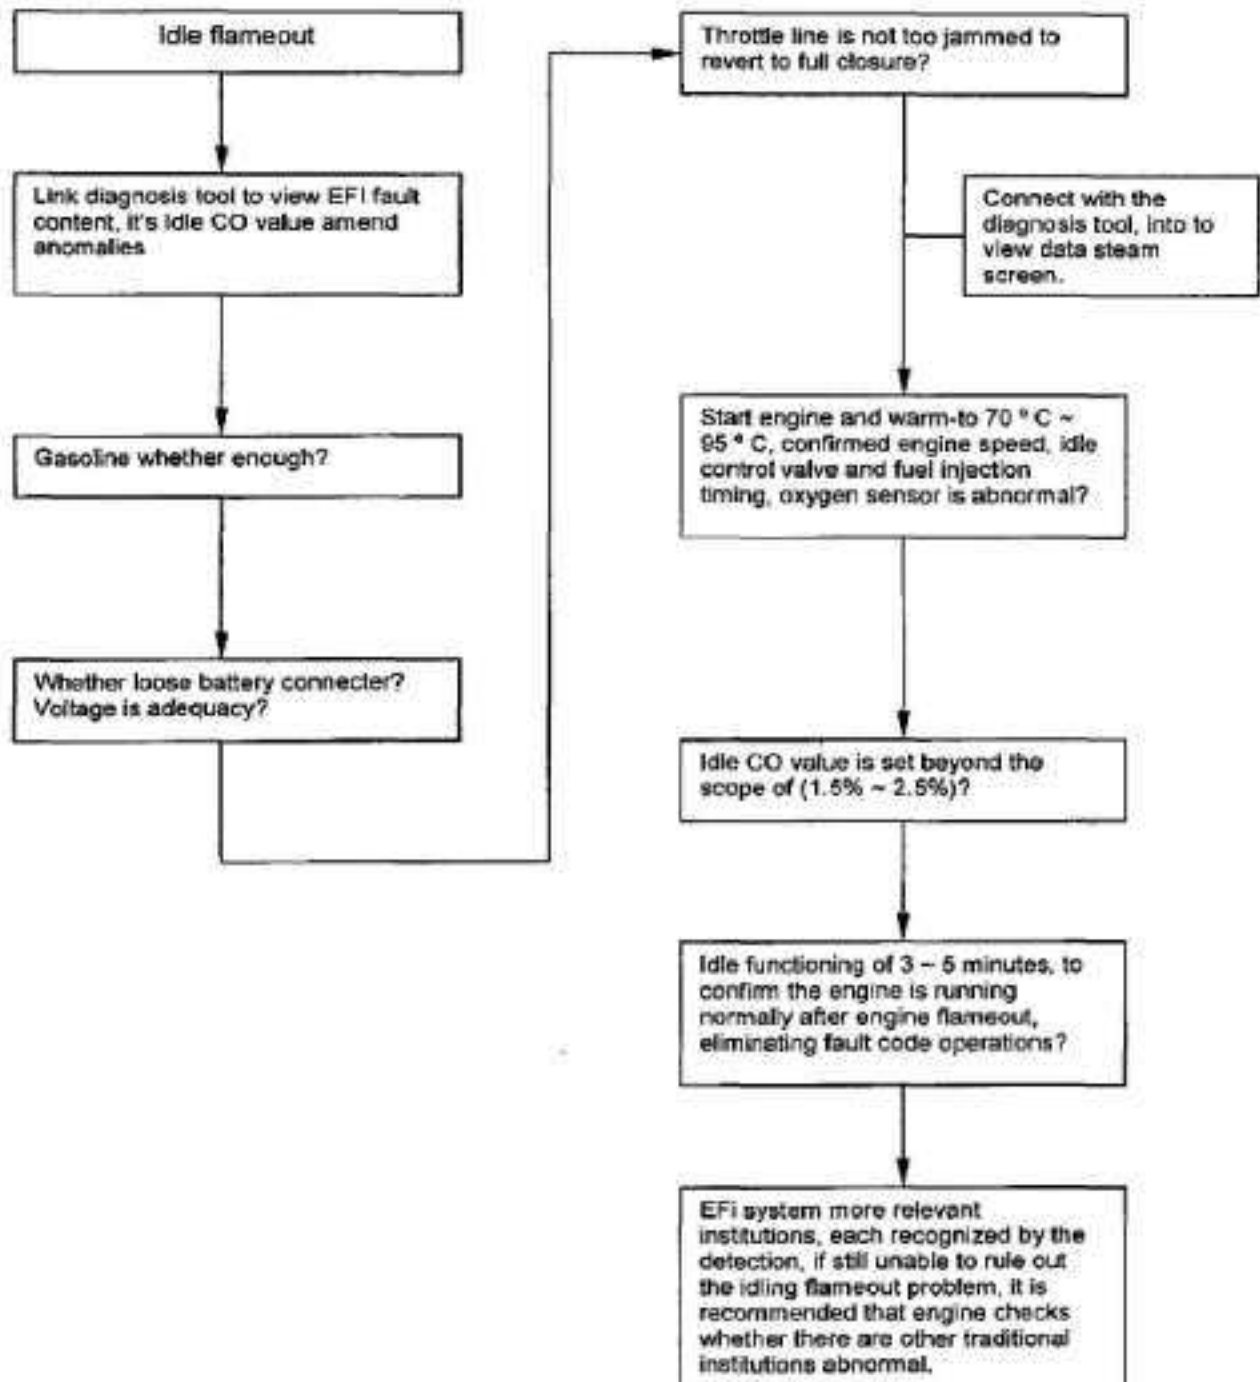 Idle flameout
Link diagnosis tool to view EFI fault
content, it's idle CO value amend
anomalies
Gasoline whether enough?
Whether loose battery connecter?
Voltage is adequacy?
Throttle line is not too jammed to
revert to full closure?
Connect with the
diagnosis tool, into to
view data steam
screen.
Start engine and warm-to 70 ° C ~
95 ° C, confirmed engine speed, idle
control valve and fuel injection
timing, oxygen sensor is abnormal?
Idle CO value is set beyond the
scope of (1.5% ~ 2.5%)?
Idle functioning of 3 ~ 5 minutes, to
confirm the engine is running
normally after engine flameout,
eliminating fault code operations?
EFi system more relevant
institutions, each recognized by the
detection, if still unable to rule out
the idling flameout problem, it is
recommended that engine checks
whether there are other traditional
institutions abnormal.